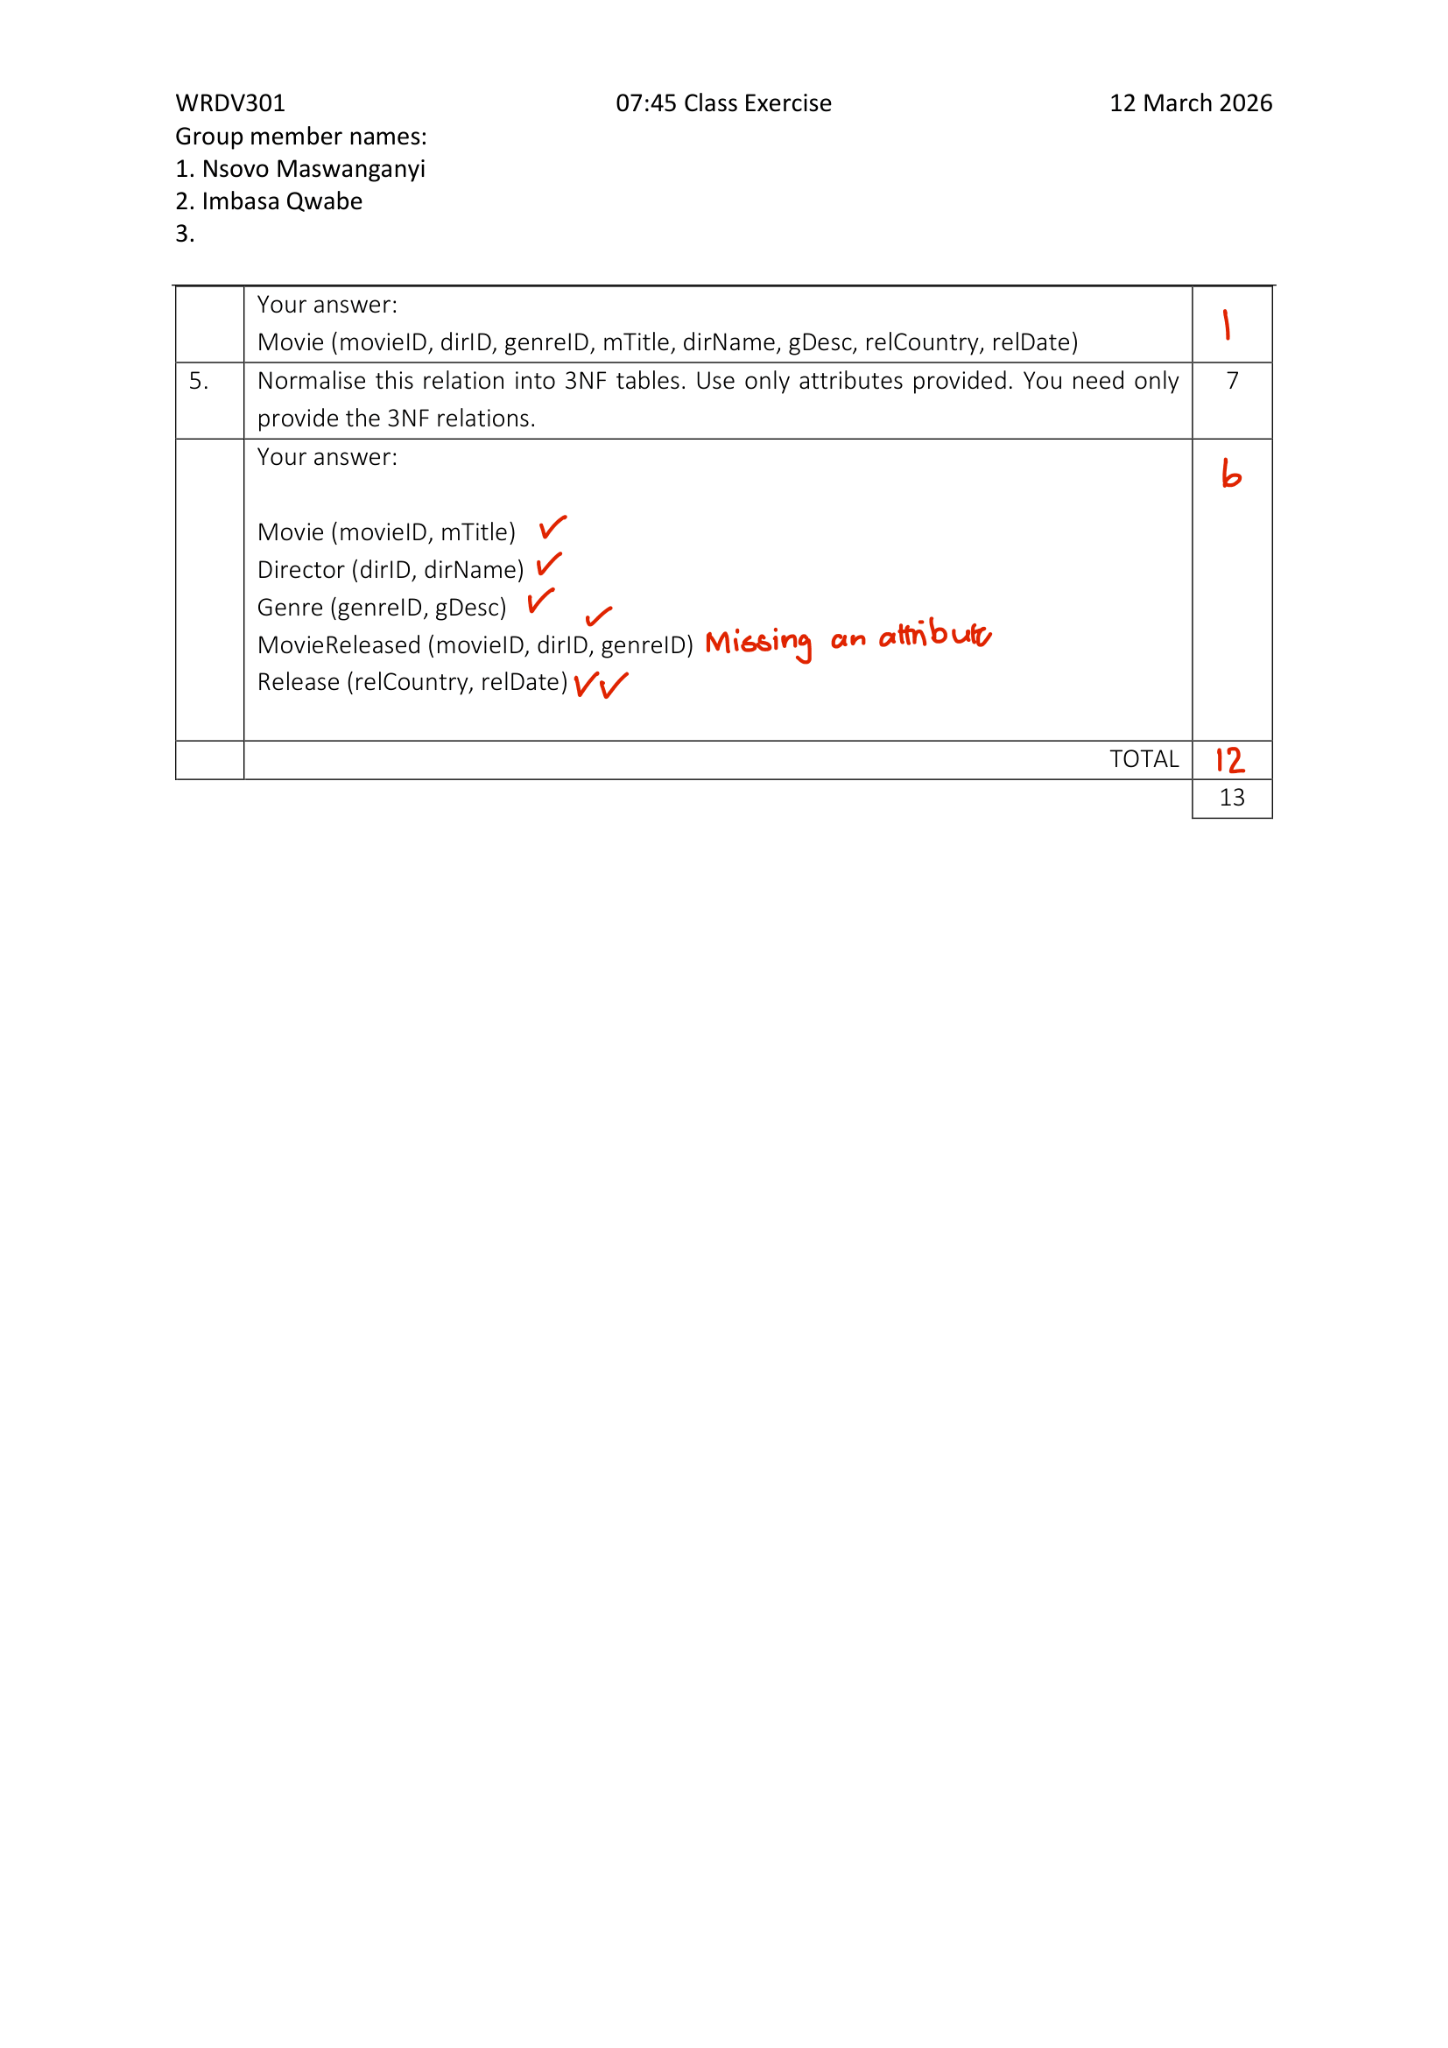 WRDV301 07:45 Class Exercise 12 March 2026
Group member names:
1. Nsovo Maswanganyi
2. Imbasa Qwabe
3.
Your answer:
Movie (movieID, dirID, genreID, mTitle, dirName, gDesc, relCountry, relDate) 1
5. Normalise this relation into 3NF tables. Use only attributes provided. You need only 7
provide the 3NF relations.
Your answer: 6
Movie (movieID, mTitle) ✓
Director (dirID, dirName) ✓
Genre (genreID, gDesc) ✓
MovieReleased (movieID, dirID, genreID) ✓ Missing an attribute
Release (relCountry, relDate) ✓✓
TOTAL 12
13